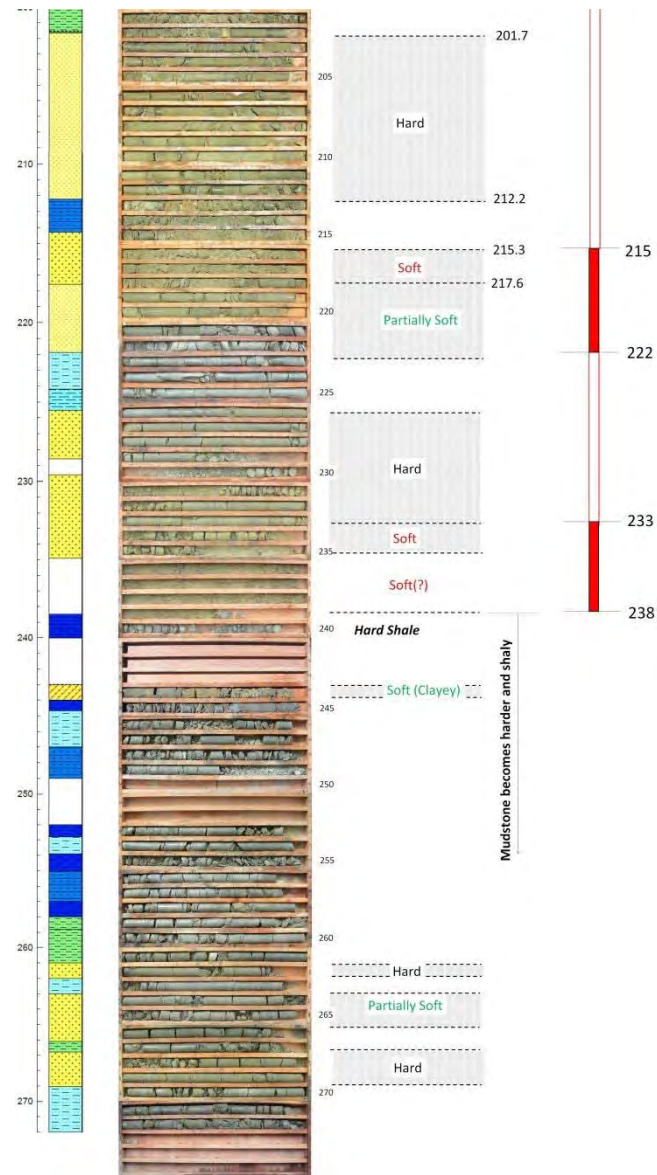 210
220
230
240
250
260
270
205
210
215
220
225
230
235
240
245
250
255
260
265
270
201.7
Hard
212.2
215.3
Soft
217.6
Partially Soft
Hard
Soft
Soft(?)
Hard Shale
Soft (Clayey)
Mudstone becomes harder and shaly
Hard
Partially Soft
Hard
215
222
233
238